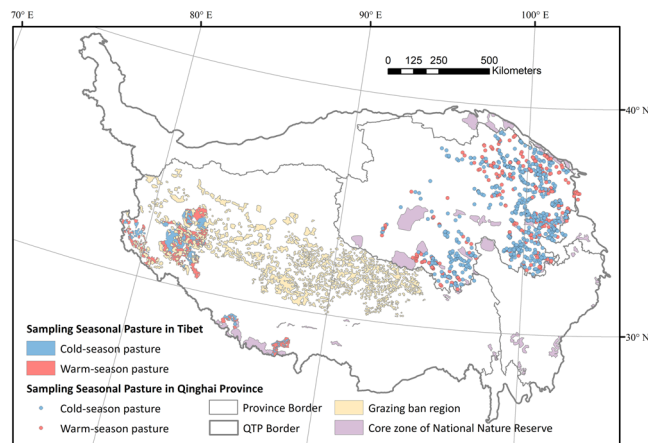 70° E 80° E 90° E 100° E
0 125 250 500
Kilometers
40° N
30° N
Sampling Seasonal Pasture in Tibet
Cold-season pasture
Warm-season pasture
Sampling Seasonal Pasture in Qinghai Province
Cold-season pasture Province Border Grazing ban region
Warm-season pasture QTP Border Core zone of National Nature Reserve